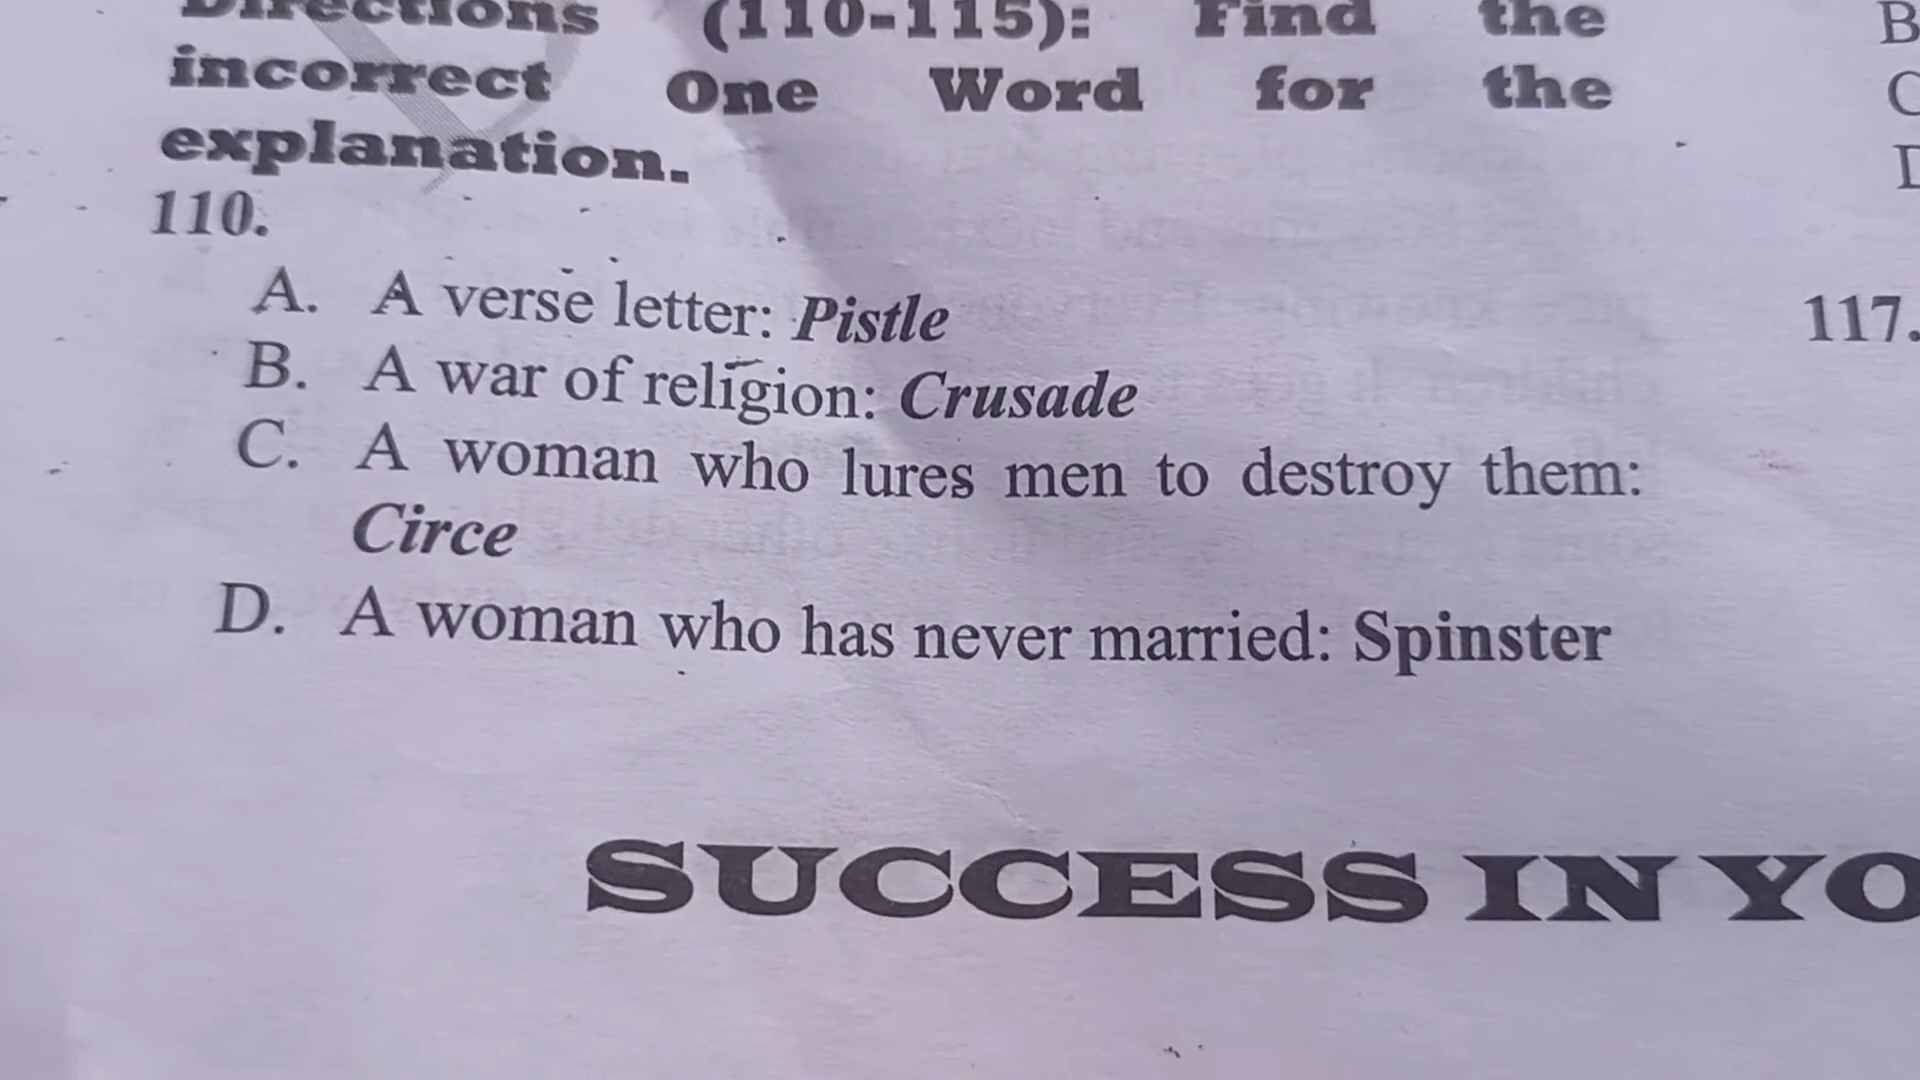 Directions (110-115): Find the
incorrect One Word for the
explanation.
110.
A. A verse letter: Pistle
B. A war of religion: Crusade
C. A woman who lures men to destroy them:
Circe
D. A woman who has never married: Spinster
SUCCESS IN YO
B
C
D
117.